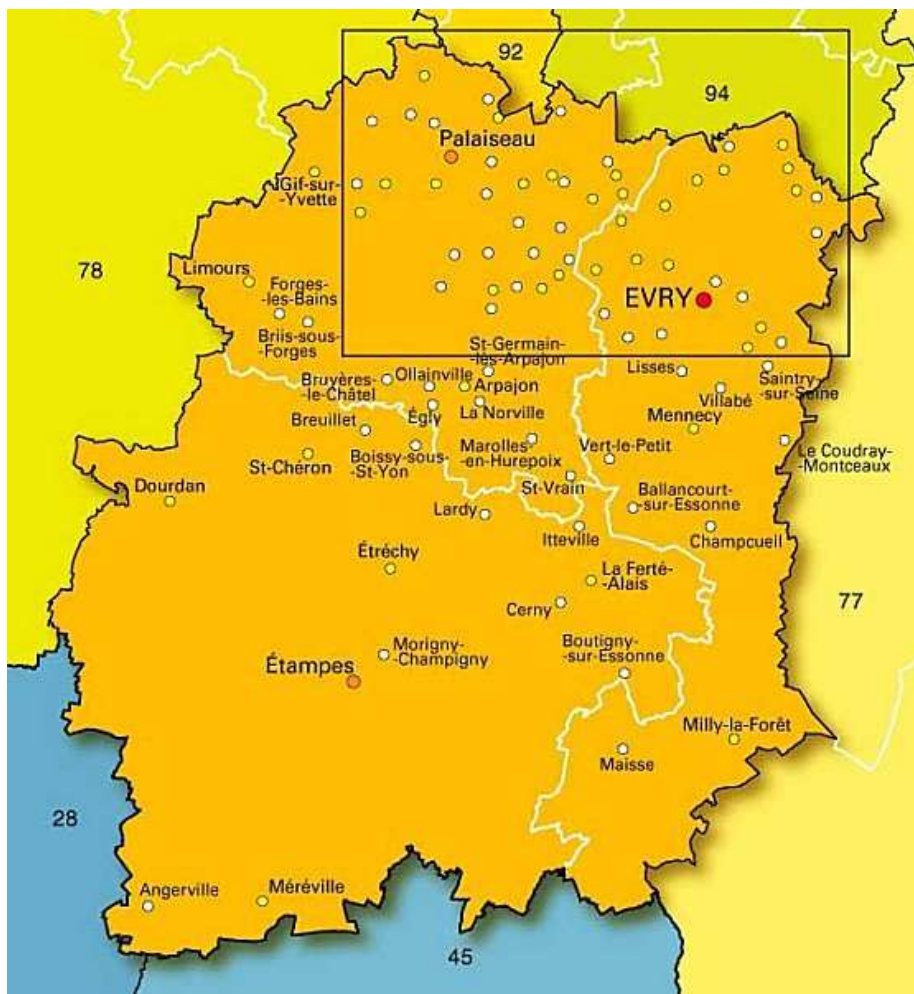 92
94
Palaiseau
Gif-sur-
-Yvette
78
Limours
Forges-
-les-Bains
EVRY
Briis-sous-
-Forges
St-Germain-
-lès-Arpajon
Lisses
Saintry-
-sur-Seine
Bruyères-
-le-Châtel
Ollainville
Arpajon
Villabé
Égly
La Norville
Mennecy
Breuillet
Marolles-
-en-Hurepoix
Vert-le-Petit
Le Coudray-
-Montceaux
St-Chéron
Boissy-sous-
-St-Yon
St-Vrain
Ballancourt-
-sur-Essonne
Dourdan
Lardy
Itteville
Champcueil
Étréchy
La Ferté-
-Alais
77
Cerny
Morigny-
-Champigny
Boutigny-
-sur-Essonne
Étampes
Milly-la-Forêt
Maisse
28
Angerville
Méréville
45